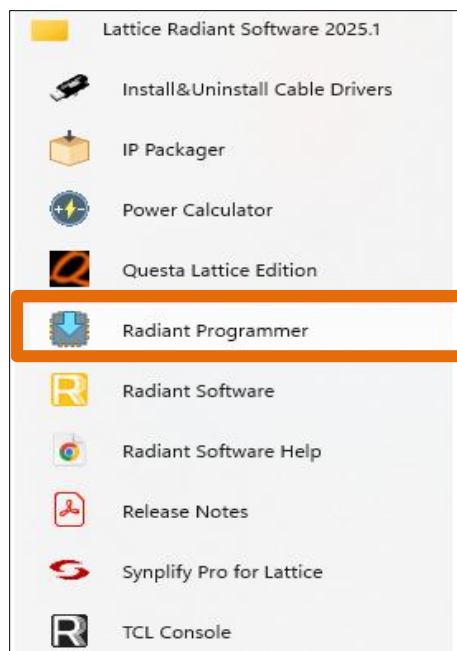 Lattice Radiant Software 2025.1
Install&Uninstall Cable Drivers
IP Packager
Power Calculator
Questa Lattice Edition
Radiant Programmer
Radiant Software
Radiant Software Help
Release Notes
Synplify Pro for Lattice
TCL Console